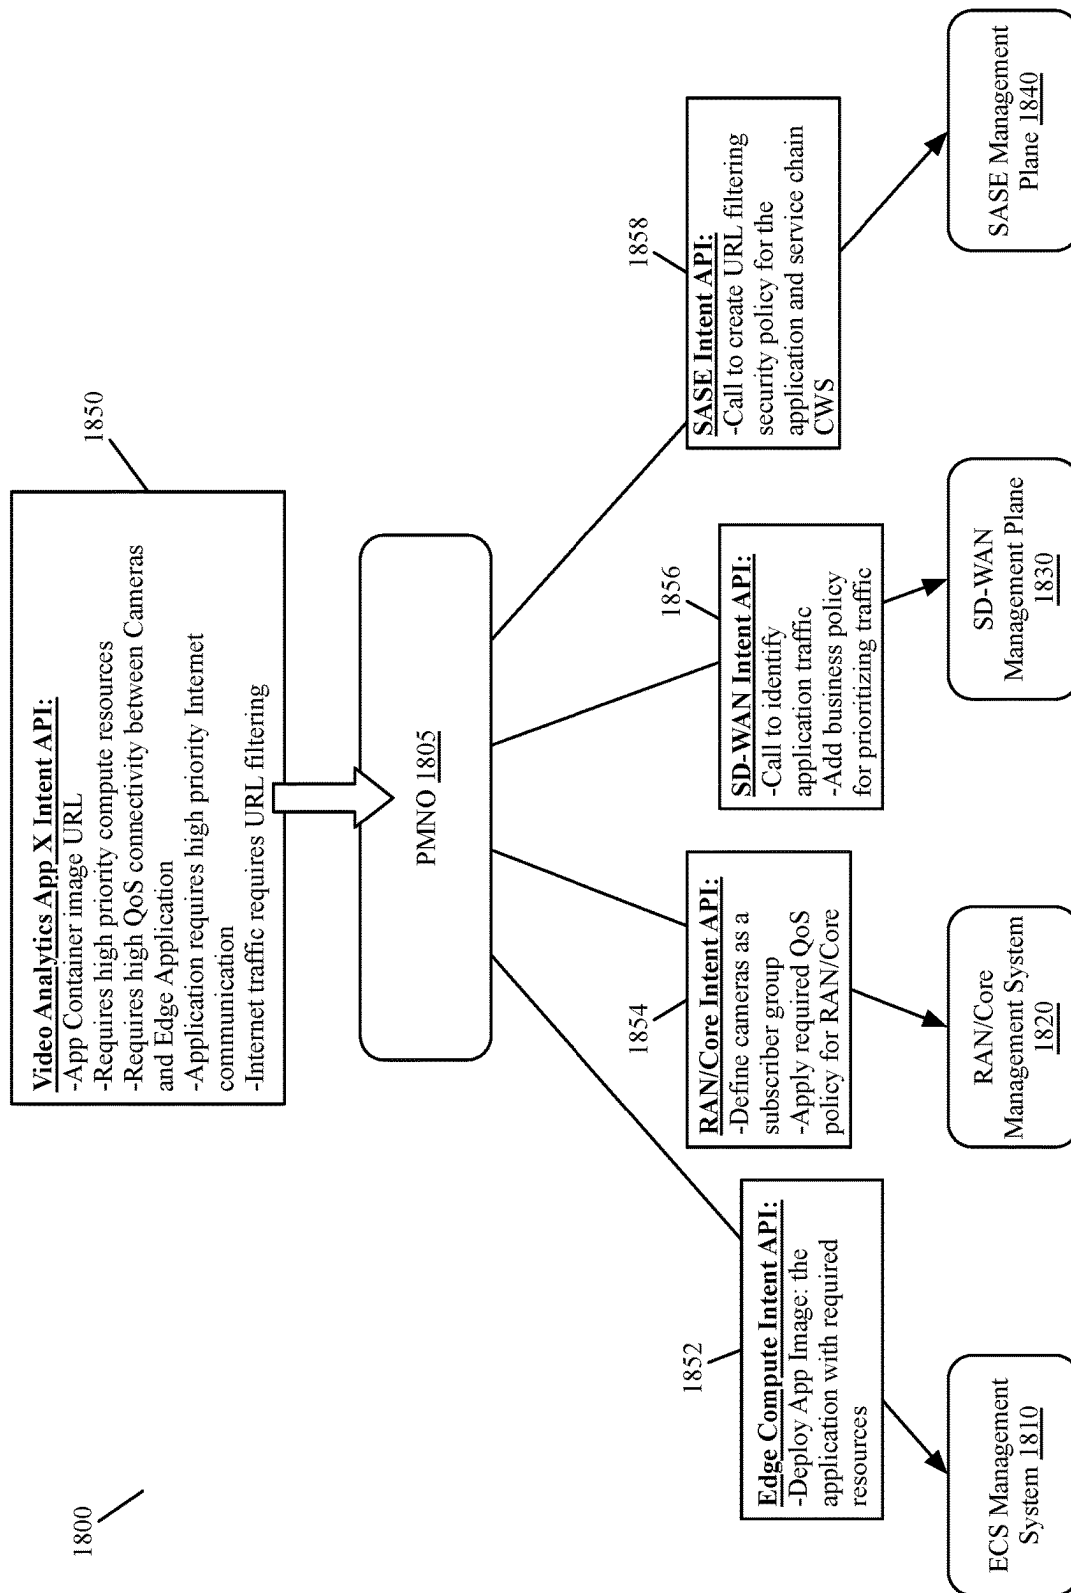 1800
1850
Video Analytics App X Intent API:
-App Container image URL
-Requires high priority compute resources
-Requires high QoS connectivity between Cameras
and Edge Application
-Application requires high priority Internet
communication
-Internet traffic requires URL filtering
PMNO 1805
1852
Edge Compute Intent API:
-Deploy App Image: the
application with required
resources
1854
RAN/Core Intent API:
-Define cameras as a
subscriber group
-Apply required QoS
policy for RAN/Core
1856
SD-WAN Intent API:
-Call to identify
application traffic
-Add business policy
for prioritizing traffic
1858
SASE Intent API:
-Call to create URL filtering
security policy for the
application and service chain
CWS
ECS Management
System 1810
RAN/Core
Management System
1820
SD-WAN
Management Plane
1830
SASE Management
Plane 1840